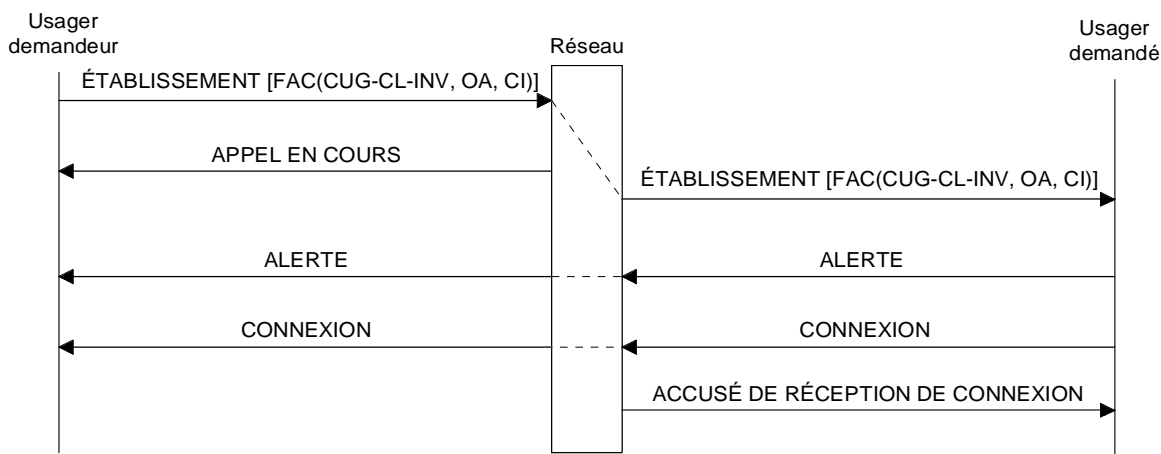 Usager
demandeur
Réseau
Usager
demandé
ÉTABLISSEMENT [FAC(CUG-CL-INV, OA, CI)]
APPEL EN COURS
ÉTABLISSEMENT [FAC(CUG-CL-INV, OA, CI)]
ALERTE
ALERTE
CONNEXION
CONNEXION
ACCUSÉ DE RÉCEPTION DE CONNEXION